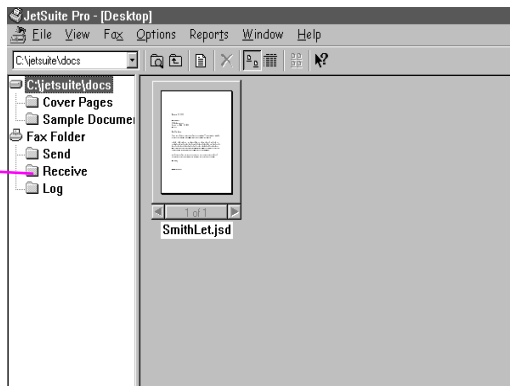 JetSuite Pro - [Desktop]
File View Fax Options Reports Window Help
C:\jetsuite\docs
C:\jetsuite\docs
Cover Pages
Sample Documen
Fax Folder
Send
Receive
Log
1 of 1
SmithLet.jsd